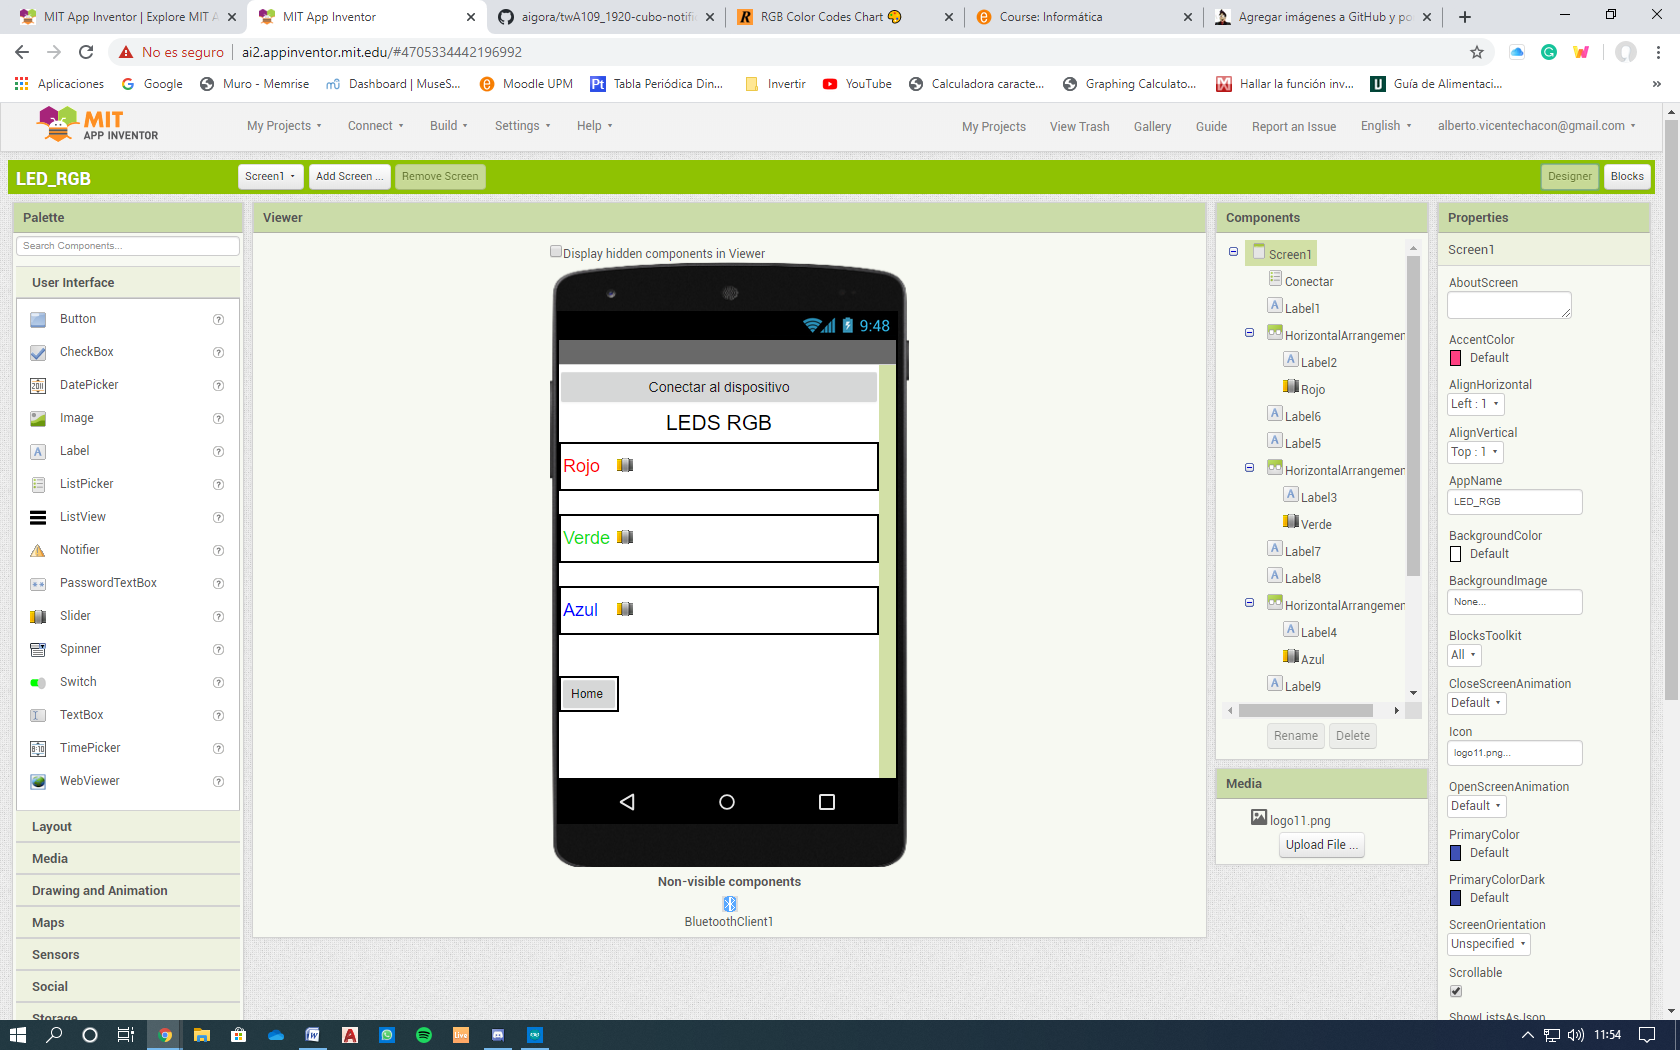 MIT App Inventor | Explore MIT A
MIT App Inventor
aigora/twA109_1920-cubo-notific
RGB Color Codes Chart
Course: Informática
Agregar imágenes a GitHub y po
No es seguro
ai2.appinventor.mit.edu/#4705334442196992
Aplicaciones
Google
Muro - Memrise
Dashboard | MuseS...
Moodle UPM
Tabla Periódica Din...
Invertir
YouTube
Calculadora caracte...
Graphing Calculato...
Hallar la función inv...
Guía de Alimentaci...
MIT
APP INVENTOR
My Projects
Connect
Build
Settings
Help
My Projects
View Trash
Gallery
Guide
Report an Issue
English
alberto.vicentechacon@gmail.com
LED_RGB
Screen1
Add Screen ...
Remove Screen
Designer
Blocks
Palette
Search Components...
User Interface
Button
CheckBox
DatePicker
Image
Label
ListPicker
ListView
Notifier
PasswordTextBox
Slider
Spinner
Switch
TextBox
TimePicker
WebViewer
Layout
Media
Drawing and Animation
Maps
Sensors
Social
Storage
Viewer
Display hidden components in Viewer
9:48
Conectar al dispositivo
LEDS RGB
Rojo
Verde
Azul
Home
Non-visible components
BluetoothClient1
Components
Screen1
Conectar
Label1
HorizontalArrangemen
Label2
Rojo
Label6
Label5
HorizontalArrangemen
Label3
Verde
Label7
Label8
HorizontalArrangemen
Label4
Azul
Label9
Rename
Delete
Media
logo11.png
Upload File ...
Properties
Screen1
AboutScreen
AccentColor
Default
AlignHorizontal
Left : 1
AlignVertical
Top : 1
AppName
LED_RGB
BackgroundColor
Default
BackgroundImage
None...
BlocksToolkit
All
CloseScreenAnimation
Default
Icon
logo11.png...
OpenScreenAnimation
Default
PrimaryColor
Default
PrimaryColorDark
Default
ScreenOrientation
Unspecified
Scrollable
ShowListsAsJson
11:54